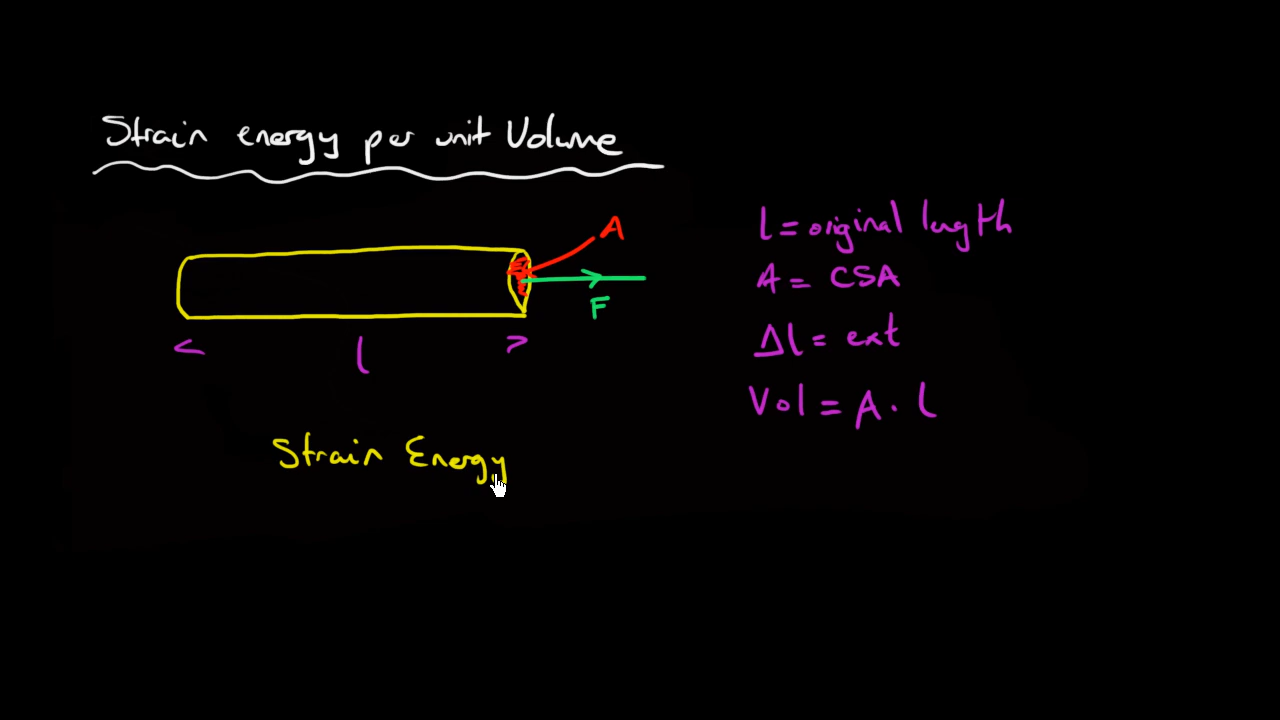 Strain energy per unit Volume
A
F
l
l = original length
A = CSA
Δl = ext
Vol = A . l
Strain Energy